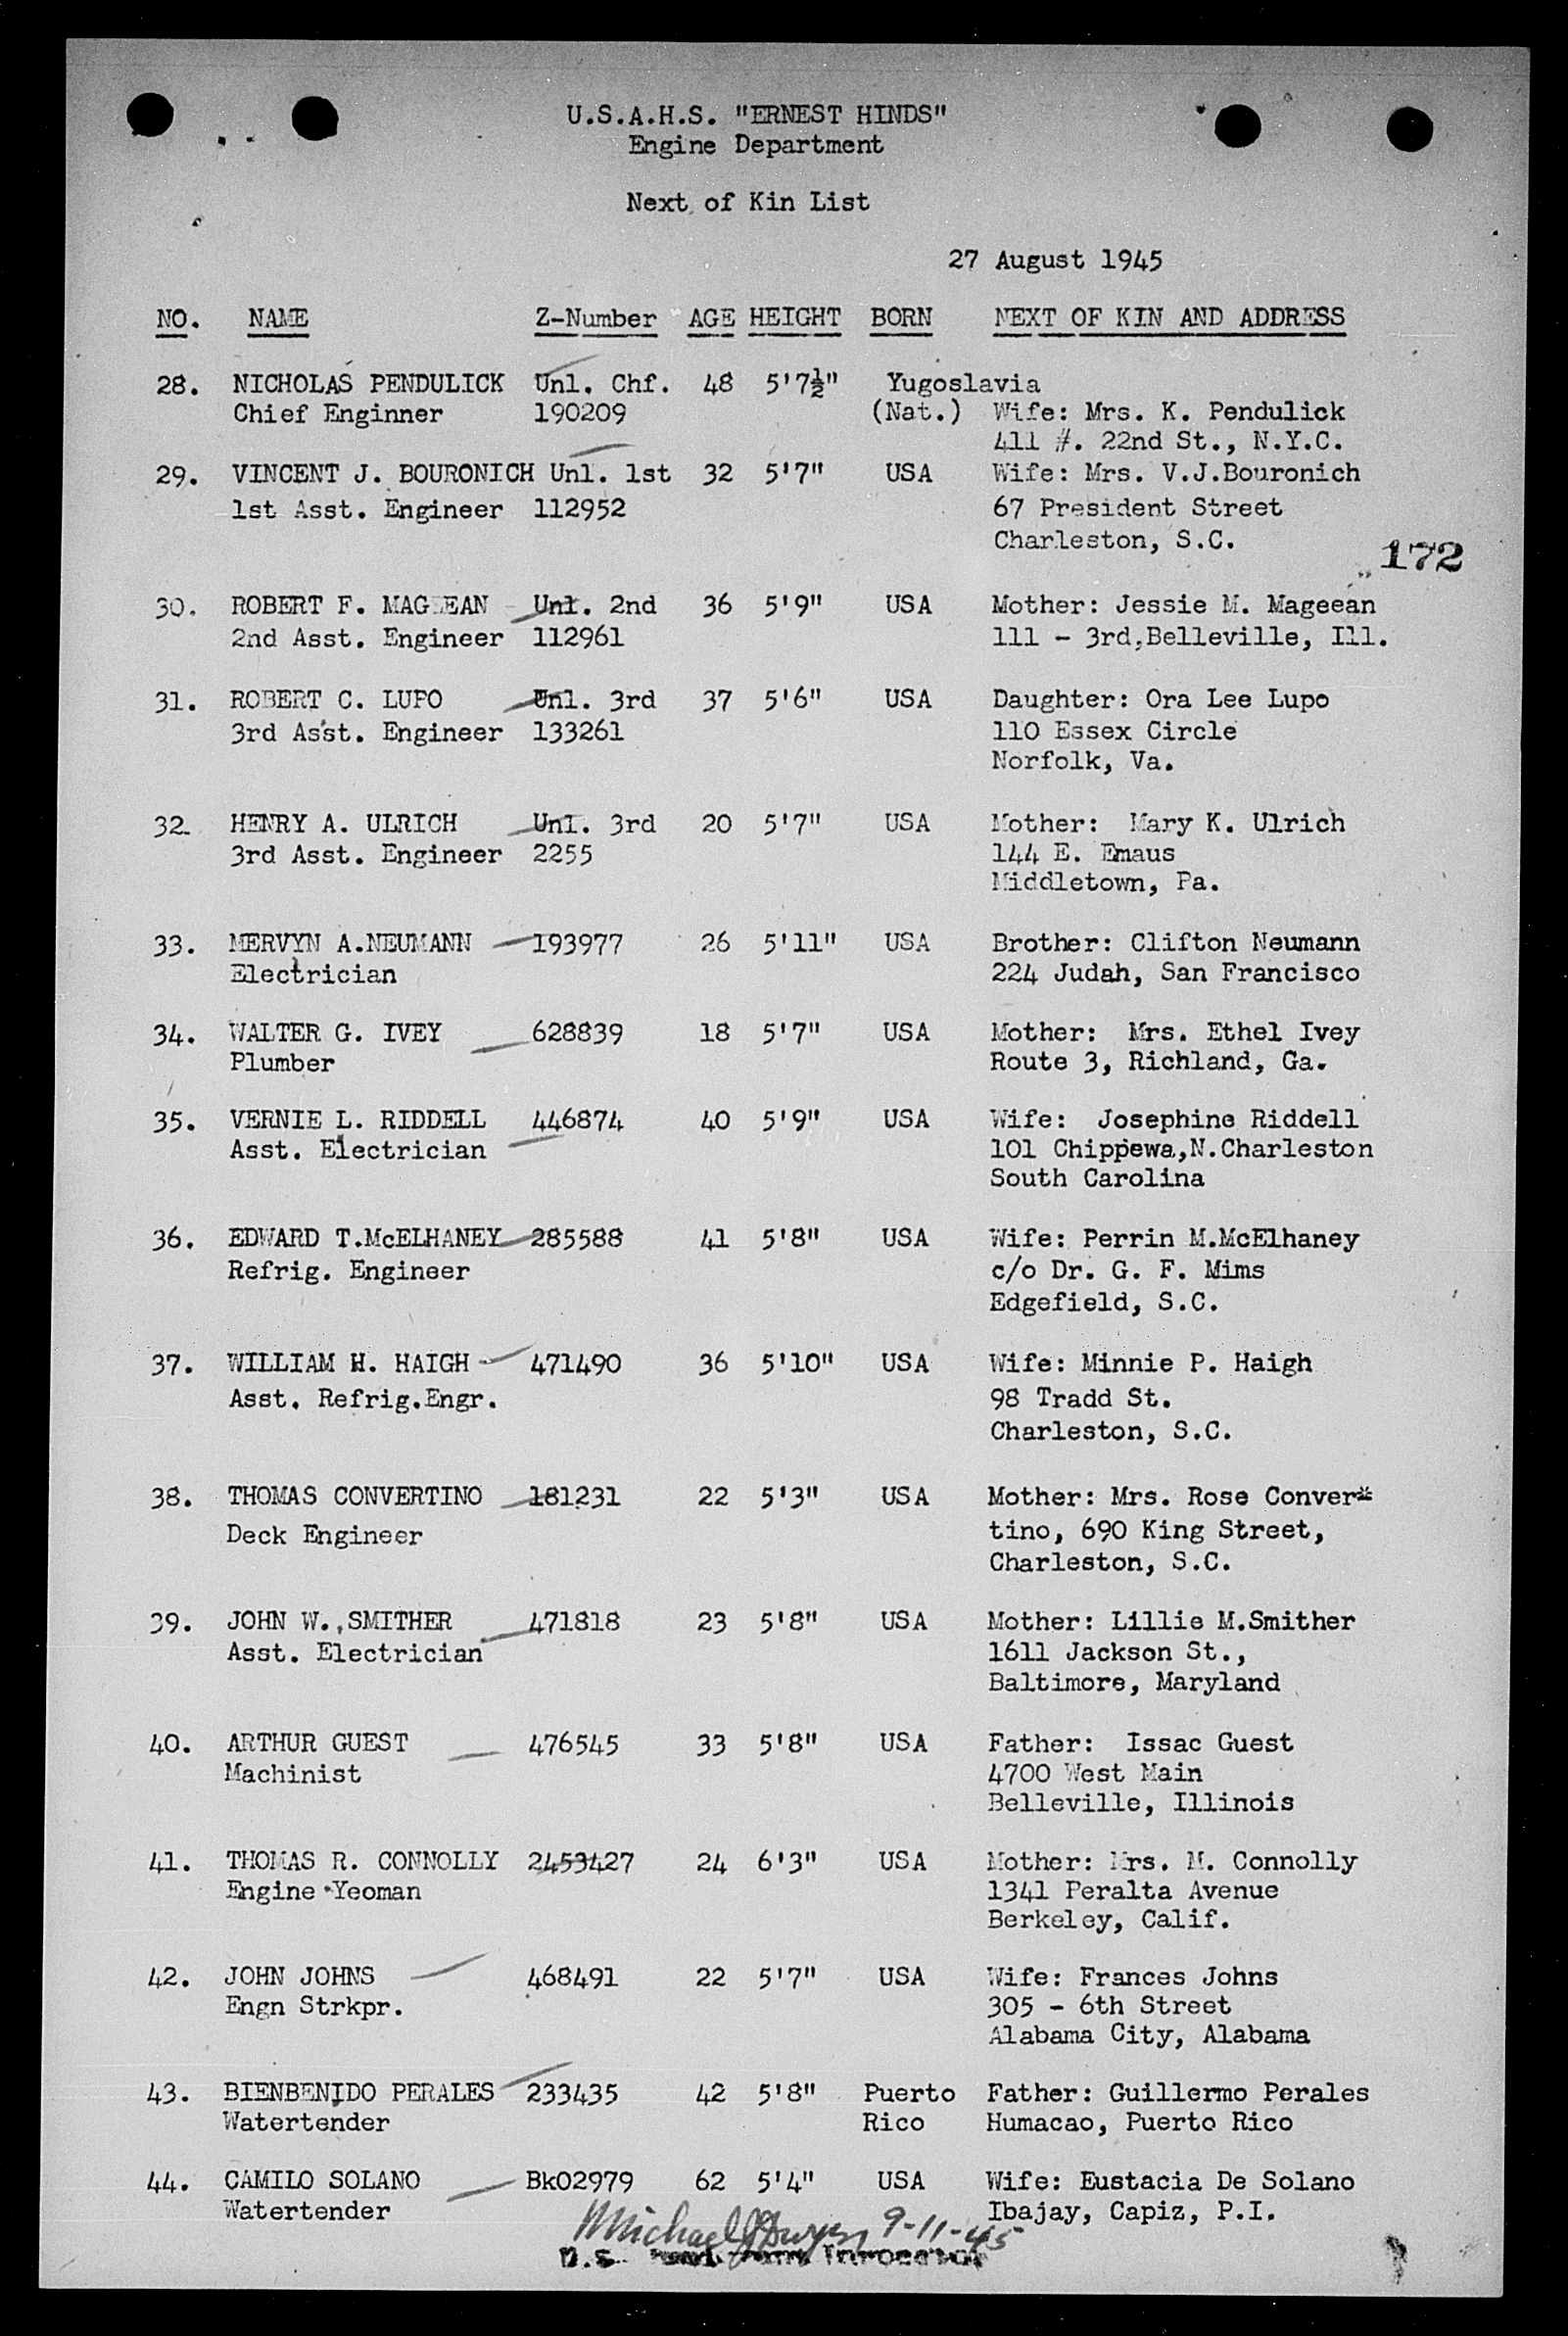 U.S.A.H.S. "ERNEST HINDS"
Engine Department
Next of Kin List
27 August 1945
NO. NAME Z-Number AGE HEIGHT BORN NEXT OF KIN AND ADDRESS
28. NICHOLAS PENDULICK Unl. Chf. 48 5'7½" Yugoslavia
Chief Enginner 190209 (Nat.) Wife: Mrs. K. Pendulick
411 #. 22nd St., N.Y.C.
29. VINCENT J. BOURONICH Unl. 1st 32 5'7" USA Wife: Mrs. V.J.Bouronich
1st Asst. Engineer 112952 67 President Street
Charleston, S.C.
172
30. ROBERT F. MAGEEAN Unl. 2nd 36 5'9" USA Mother: Jessie M. Mageean
2nd Asst. Engineer 112961 111 - 3rd,Belleville, Ill.
31. ROBERT C. LUPO Unl. 3rd 37 5'6" USA Daughter: Ora Lee Lupo
3rd Asst. Engineer 133261 110 Essex Circle
Norfolk, Va.
32. HENRY A. ULRICH Unl. 3rd 20 5'7" USA Mother: Mary K. Ulrich
3rd Asst. Engineer 2255 144 E. Emaus
Middletown, Pa.
33. MERVYN A.NEUMANN 193977 26 5'11" USA Brother: Clifton Neumann
Electrician 224 Judah, San Francisco
34. WALTER G. IVEY 628839 18 5'7" USA Mother: Mrs. Ethel Ivey
Plumber Route 3, Richland, Ga.
35. VERNIE L. RIDDELL 446874 40 5'9" USA Wife: Josephine Riddell
Asst. Electrician 101 Chippewa,N.Charleston
South Carolina
36. EDWARD T.McELHANEY 285588 41 5'8" USA Wife: Perrin M.McElhaney
Refrig. Engineer c/o Dr. G. F. Mims
Edgefield, S.C.
37. WILLIAM H. HAIGH 471490 36 5'10" USA Wife: Minnie P. Haigh
Asst. Refrig.Engr. 98 Tradd St.
Charleston, S.C.
38. THOMAS CONVERTINO 181231 22 5'3" USA Mother: Mrs. Rose Conver-
Deck Engineer tino, 690 King Street,
Charleston, S.C.
39. JOHN W. SMITHER 471818 23 5'8" USA Mother: Lillie M.Smither
Asst. Electrician 1611 Jackson St.,
Baltimore, Maryland
40. ARTHUR GUEST 476545 33 5'8" USA Father: Issac Guest
Machinist 4700 West Main
Belleville, Illinois
41. THOMAS R. CONNOLLY 2453427 24 6'3" USA Mother: Mrs. M. Connolly
Engine Yeoman 1341 Peralta Avenue
Berkeley, Calif.
42. JOHN JOHNS 468491 22 5'7" USA Wife: Frances Johns
Engn Strkpr. 305 - 6th Street
Alabama City, Alabama
43. BIENBENIDO PERALES 233435 42 5'8" Puerto Father: Guillermo Perales
Watertender Rico Humacao, Puerto Rico
44. CAMILO SOLANO Bk02979 62 5'4" USA Wife: Eustacia De Solano
Watertender Ibajay, Capiz, P.I.
Michael J Dwyer 9-11-45
U.S. Inspector